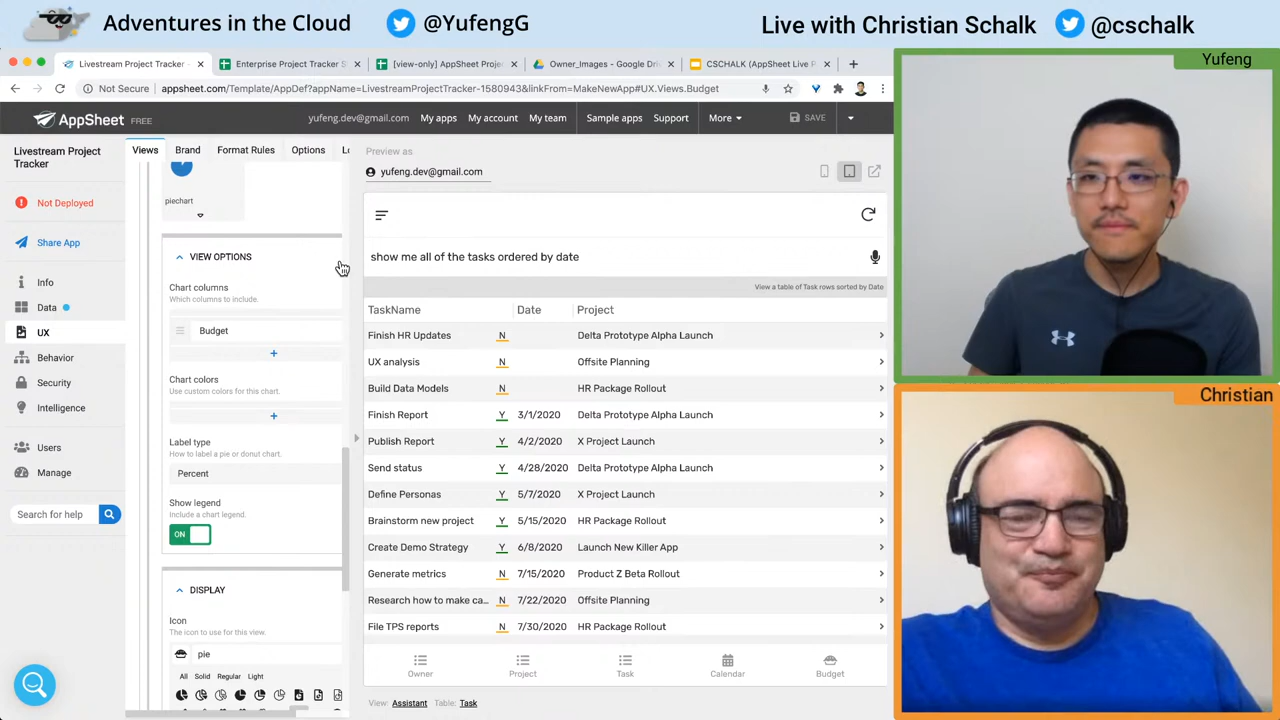 Adventures in the Cloud @YufengG Live with Christian Schalk @cschalk
Livestream Project Tracker - Enterprise Project Tracker S [view-only] AppSheet Proje Owner_Images - Google Dri CSCHALK (AppSheet Live P
Not Secure appsheet.com/Template/AppDef?appName=LivestreamProjectTracker-1580943&linkFrom=MakeNewApp#UX.Views.Budget
AppSheet FREE yufeng.dev@gmail.com My apps My account My team Sample apps Support More SAVE
Livestream Project
Tracker
Not Deployed
Share App
Info
Data
UX
Behavior
Security
Intelligence
Users
Manage
Search for help
Views Brand Format Rules Options Lo
piechart
VIEW OPTIONS
Chart columns
Which columns to include.
Budget
Chart colors
Use custom colors for this chart.
Label type
How to label a pie or donut chart.
Percent
Show legend
Include a chart legend.
ON
DISPLAY
Icon
The icon to use for this view.
pie
All Solid Regular Light
Preview as
yufeng.dev@gmail.com
show me all of the tasks ordered by date
View a table of Task rows sorted by Date
TaskName Date Project
Finish HR Updates N Delta Prototype Alpha Launch
UX analysis N Offsite Planning
Build Data Models N HR Package Rollout
Finish Report Y 3/1/2020 Delta Prototype Alpha Launch
Publish Report Y 4/2/2020 X Project Launch
Send status Y 4/28/2020 Delta Prototype Alpha Launch
Define Personas Y 5/7/2020 X Project Launch
Brainstorm new project Y 5/15/2020 HR Package Rollout
Create Demo Strategy Y 6/8/2020 Launch New Killer App
Generate metrics N 7/15/2020 Product Z Beta Rollout
Research how to make ca... N 7/22/2020 Offsite Planning
File TPS reports N 7/30/2020 HR Package Rollout
Owner Project Task Calendar Budget
View: Assistant Table: Task
Yufeng
Christian